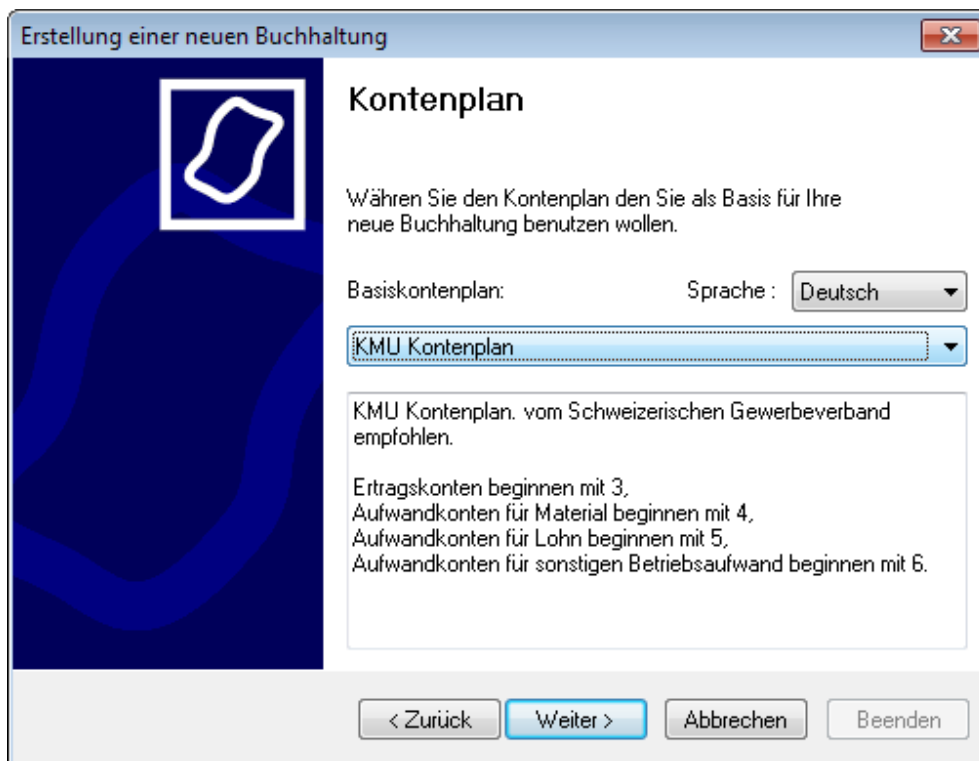 Erstellung einer neuen Buchhaltung
Kontenplan
Währen Sie den Kontenplan den Sie als Basis für Ihre
neue Buchhaltung benutzen wollen.
Basiskontenplan:
Sprache :
Deutsch
KMU Kontenplan
KMU Kontenplan. vom Schweizerischen Gewerbeverband
empfohlen.
Ertragskonten beginnen mit 3,
Aufwandkonten für Material beginnen mit 4,
Aufwandkonten für Lohn beginnen mit 5,
Aufwandkonten für sonstigen Betriebsaufwand beginnen mit 6.
< Zurück
Weiter >
Abbrechen
Beenden